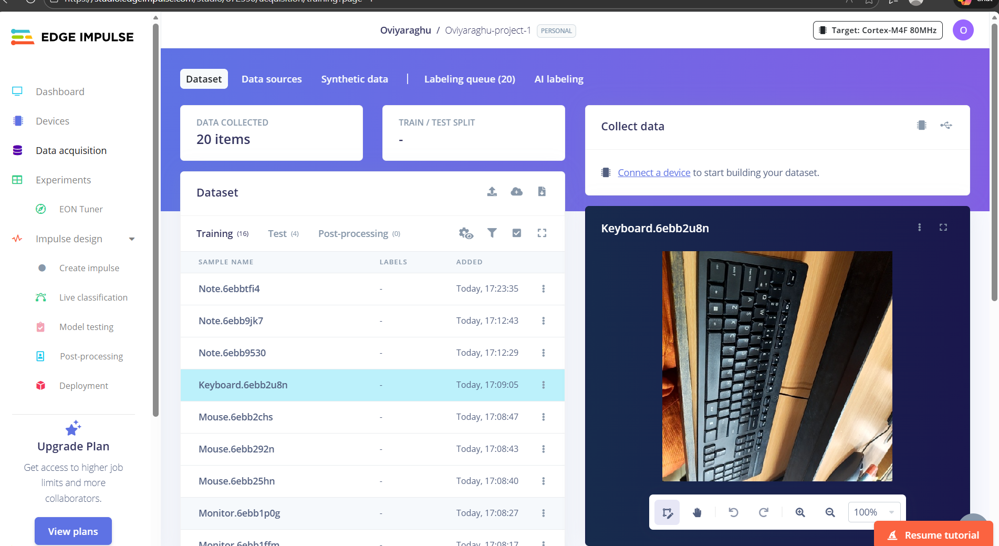 EDGE IMPULSE
Oviyaraghu / Oviyaraghu-project-1 PERSONAL
Target: Cortex-M4F 80MHz
O
Dashboard
Devices
Data acquisition
Experiments
EON Tuner
Impulse design
Create impulse
Live classification
Model testing
Post-processing
Deployment
Upgrade Plan
Get access to higher job
limits and more
collaborators.
View plans
Dataset Data sources Synthetic data | Labeling queue (20) AI labeling
DATA COLLECTED
20 items
TRAIN / TEST SPLIT
-
Collect data
Connect a device to start building your dataset.
Dataset
Training (16) Test (4) Post-processing (0)
SAMPLE NAME LABELS ADDED
Note.6ebbtfi4 - Today, 17:23:35
Note.6ebb9jk7 - Today, 17:12:43
Note.6ebb9530 - Today, 17:12:29
Keyboard.6ebb2u8n - Today, 17:09:05
Mouse.6ebb2chs - Today, 17:08:47
Mouse.6ebb292n - Today, 17:08:43
Mouse.6ebb25hn - Today, 17:08:40
Monitor.6ebb1p0g - Today, 17:08:27
Monitor.6ebb1ffm - Today, 17:08:17
Keyboard.6ebb2u8n
100%
Resume tutorial